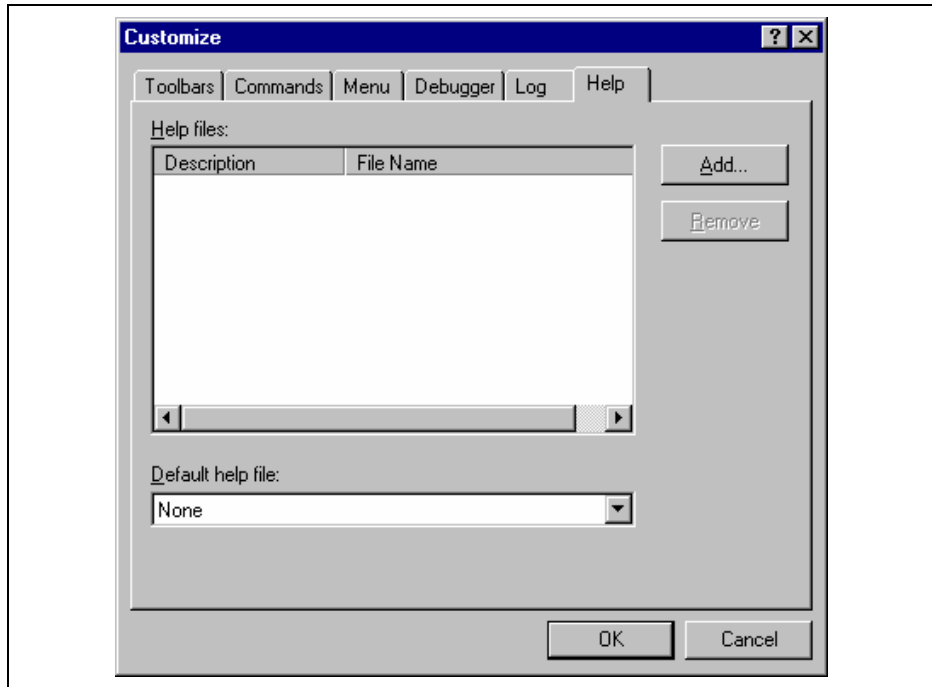 Customize
Toolbars Commands Menu Debugger Log Help
Help files:
Description File Name
Add...
Remove
Default help file:
None
OK Cancel